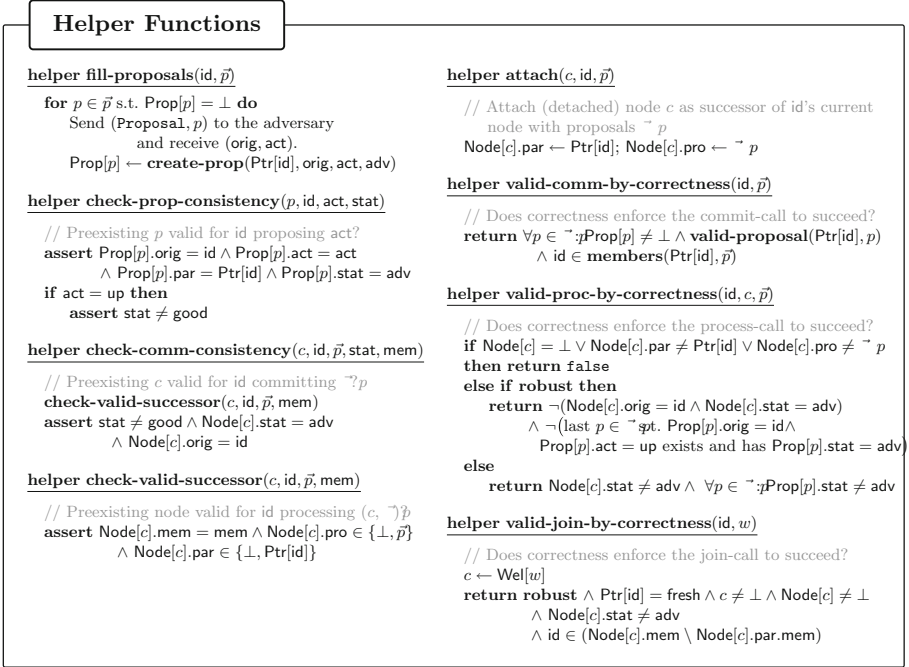 Helper Functions
helper fill-proposals(id, p⃗)
for p ∈ p⃗ s.t. Prop[p] = ⊥ do
Send (Proposal, p) to the adversary
and receive (orig, act).
Prop[p] ← create-prop(Ptr[id], orig, act, adv)
helper check-prop-consistency(p, id, act, stat)
// Preexisting p valid for id proposing act?
assert Prop[p].orig = id ∧ Prop[p].act = act
∧ Prop[p].par = Ptr[id] ∧ Prop[p].stat = adv
if act = up then
assert stat ≠ good
helper check-comm-consistency(c, id, p⃗, stat, mem)
// Preexisting c valid for id committing p⃗?
check-valid-successor(c, id, p⃗, mem)
assert stat ≠ good ∧ Node[c].stat = adv
∧ Node[c].orig = id
helper check-valid-successor(c, id, p⃗, mem)
// Preexisting node valid for id processing (c, p⃗)?
assert Node[c].mem = mem ∧ Node[c].pro ∈ {⊥, p⃗}
∧ Node[c].par ∈ {⊥, Ptr[id]}
helper attach(c, id, p⃗)
// Attach (detached) node c as successor of id's current
node with proposals p⃗
Node[c].par ← Ptr[id]; Node[c].pro ← p⃗
helper valid-comm-by-correctness(id, p⃗)
// Does correctness enforce the commit-call to succeed?
return ∀p ∈ p⃗ : Prop[p] ≠ ⊥ ∧ valid-proposal(Ptr[id], p)
∧ id ∈ members(Ptr[id], p⃗)
helper valid-proc-by-correctness(id, c, p⃗)
// Does correctness enforce the process-call to succeed?
if Node[c] = ⊥ ∨ Node[c].par ≠ Ptr[id] ∨ Node[c].pro ≠ p⃗
then return false
else if robust then
return ¬(Node[c].orig = id ∧ Node[c].stat = adv)
∧ ¬(last p ∈ p⃗ s.t. Prop[p].orig = id∧
Prop[p].act = up exists and has Prop[p].stat = adv)
else
return Node[c].stat ≠ adv ∧ ∀p ∈ p⃗ : Prop[p].stat ≠ adv
helper valid-join-by-correctness(id, w)
// Does correctness enforce the join-call to succeed?
c ← Wel[w]
return robust ∧ Ptr[id] = fresh ∧ c ≠ ⊥ ∧ Node[c] ≠ ⊥
∧ Node[c].stat ≠ adv
∧ id ∈ (Node[c].mem \ Node[c].par.mem)